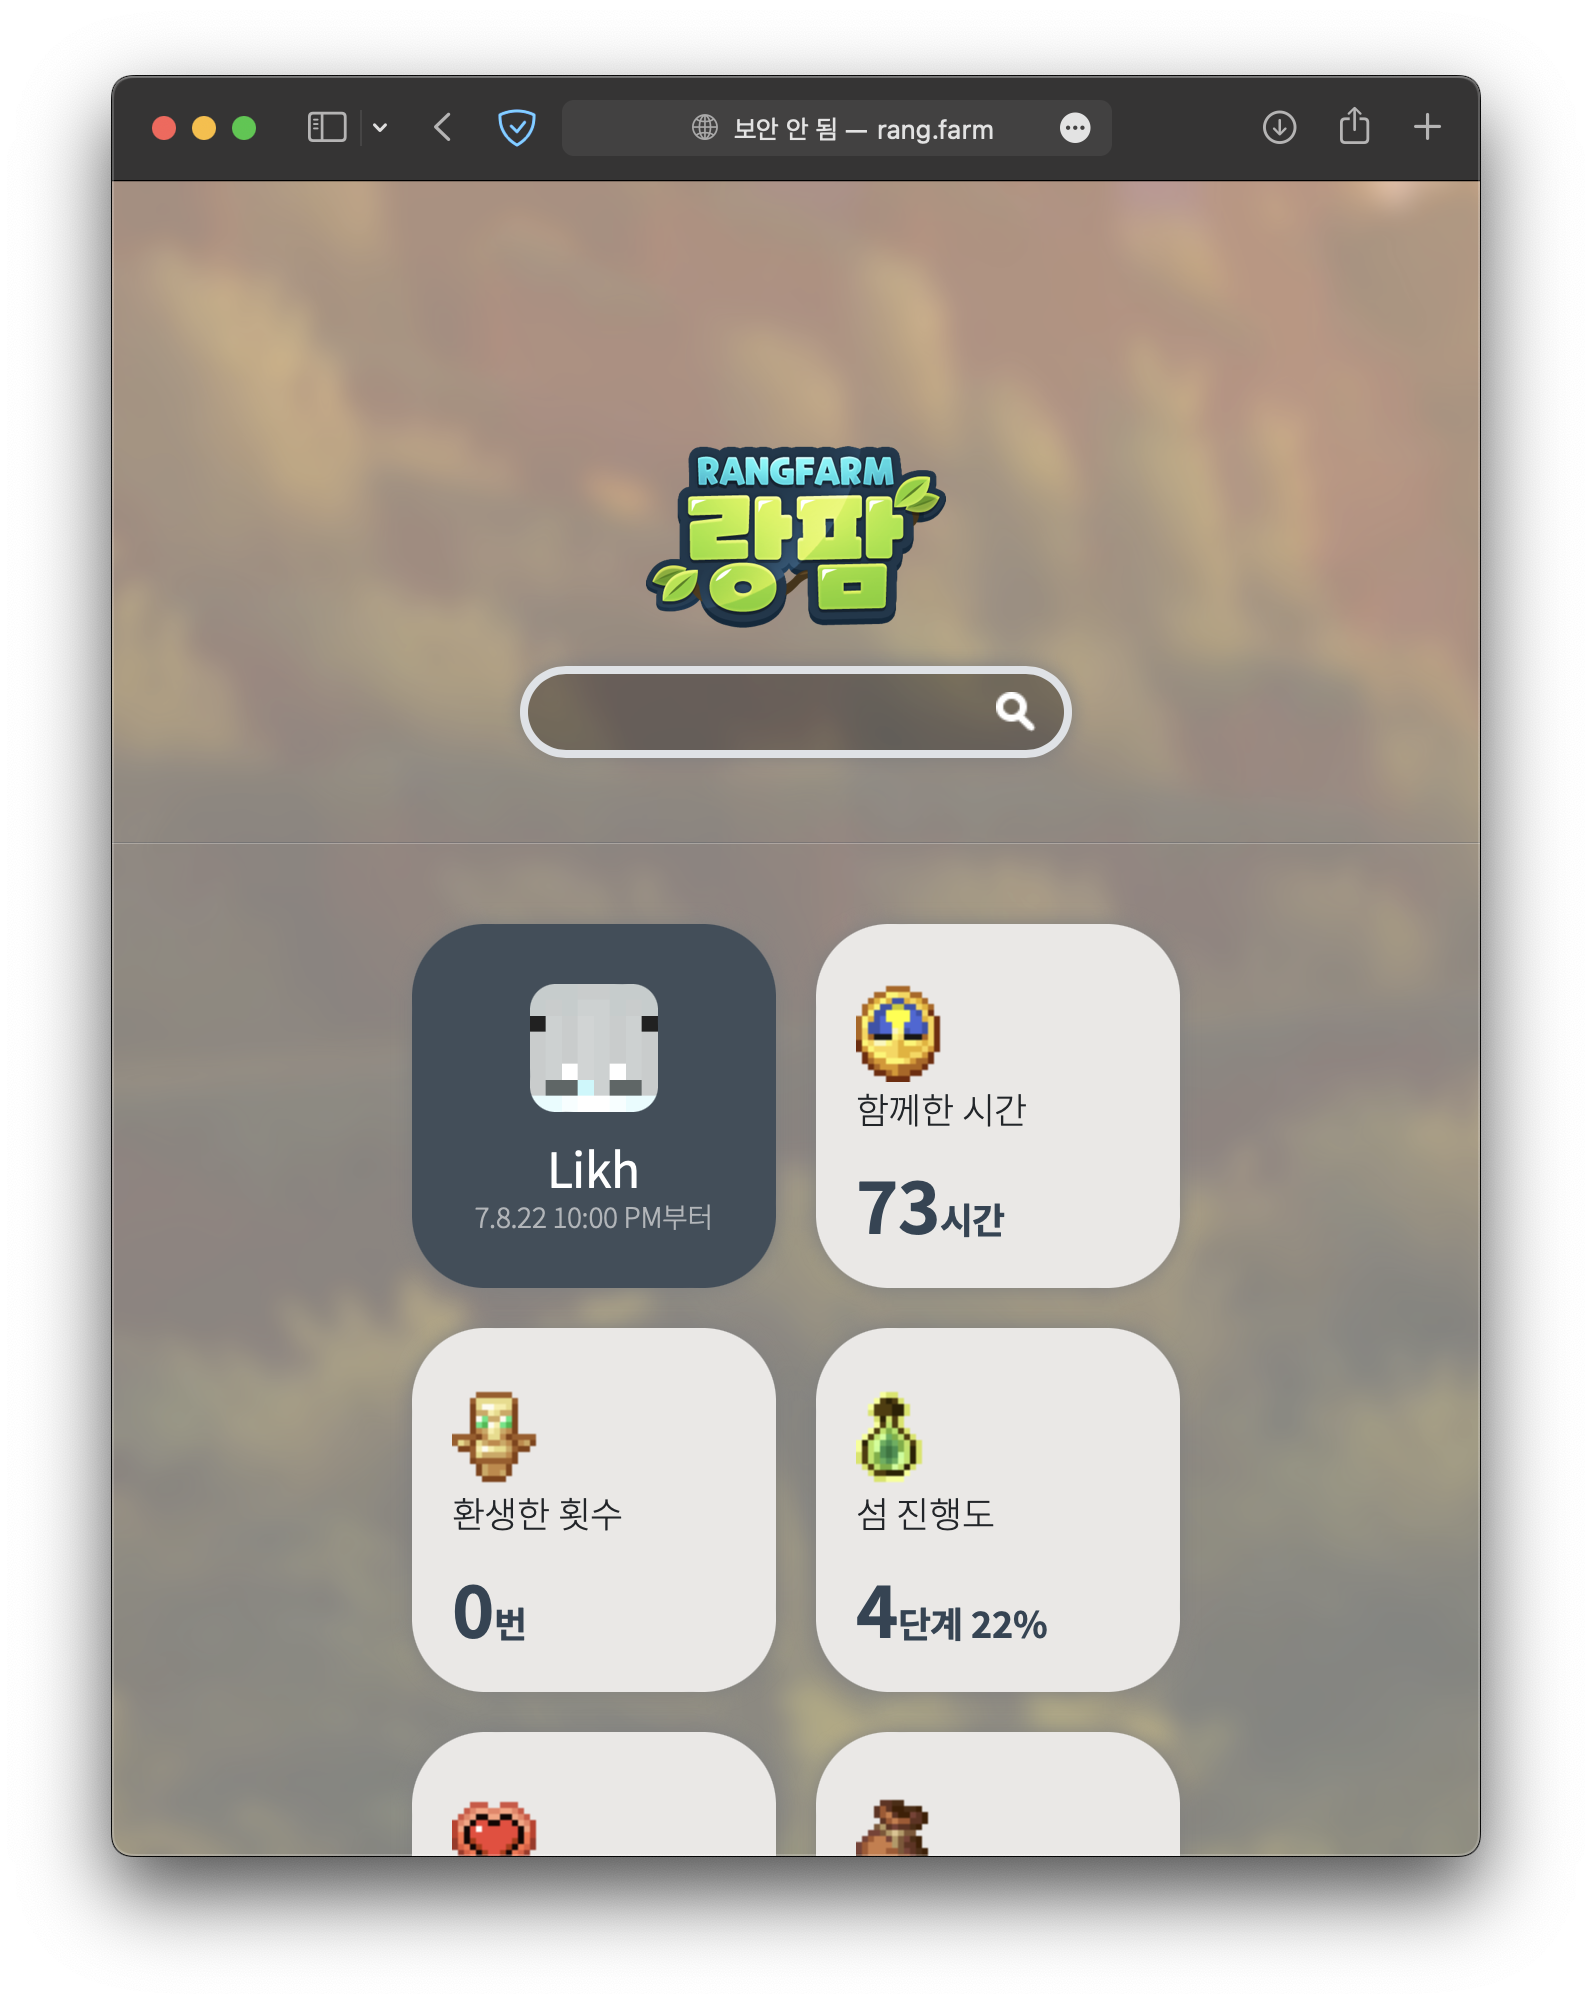 보안 안 됨 — rang.farm
RANGFARM
랑팜
Likh
7.8.22 10:00 PM부터
함께한 시간
73시간
환생한 횟수
0번
섬 진행도
4단계 22%